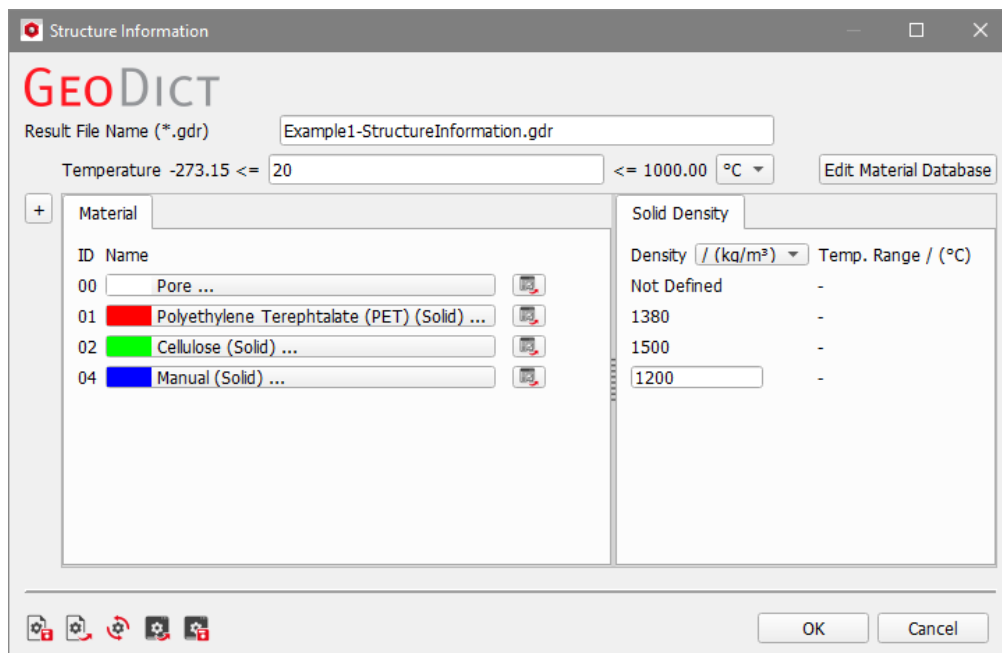 Structure Information
GEODICT
Result File Name (*.gdr) Example1-StructureInformation.gdr
Temperature -273.15 <= 20 <= 1000.00 °C Edit Material Database
+ Material Solid Density
ID Name Density / (kg/m³) Temp. Range / (°C)
00 Pore ... Not Defined -
01 Polyethylene Terephtalate (PET) (Solid) ... 1380 -
02 Cellulose (Solid) ... 1500 -
04 Manual (Solid) ... 1200 -
OK Cancel